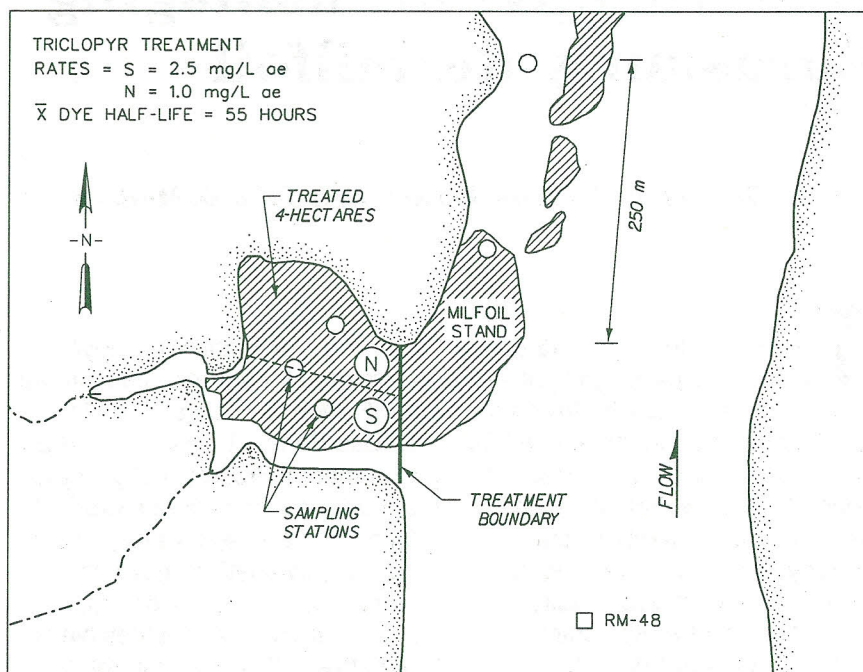 TRICLOPYR TREATMENT
RATES = S = 2.5 mg/L ae
N = 1.0 mg/L ae
X̅ DYE HALF-LIFE = 55 HOURS
-N-
TREATED
4-HECTARES
250 m
MILFOIL
STAND
N
S
SAMPLING
STATIONS
TREATMENT
BOUNDARY
FLOW
RM-48